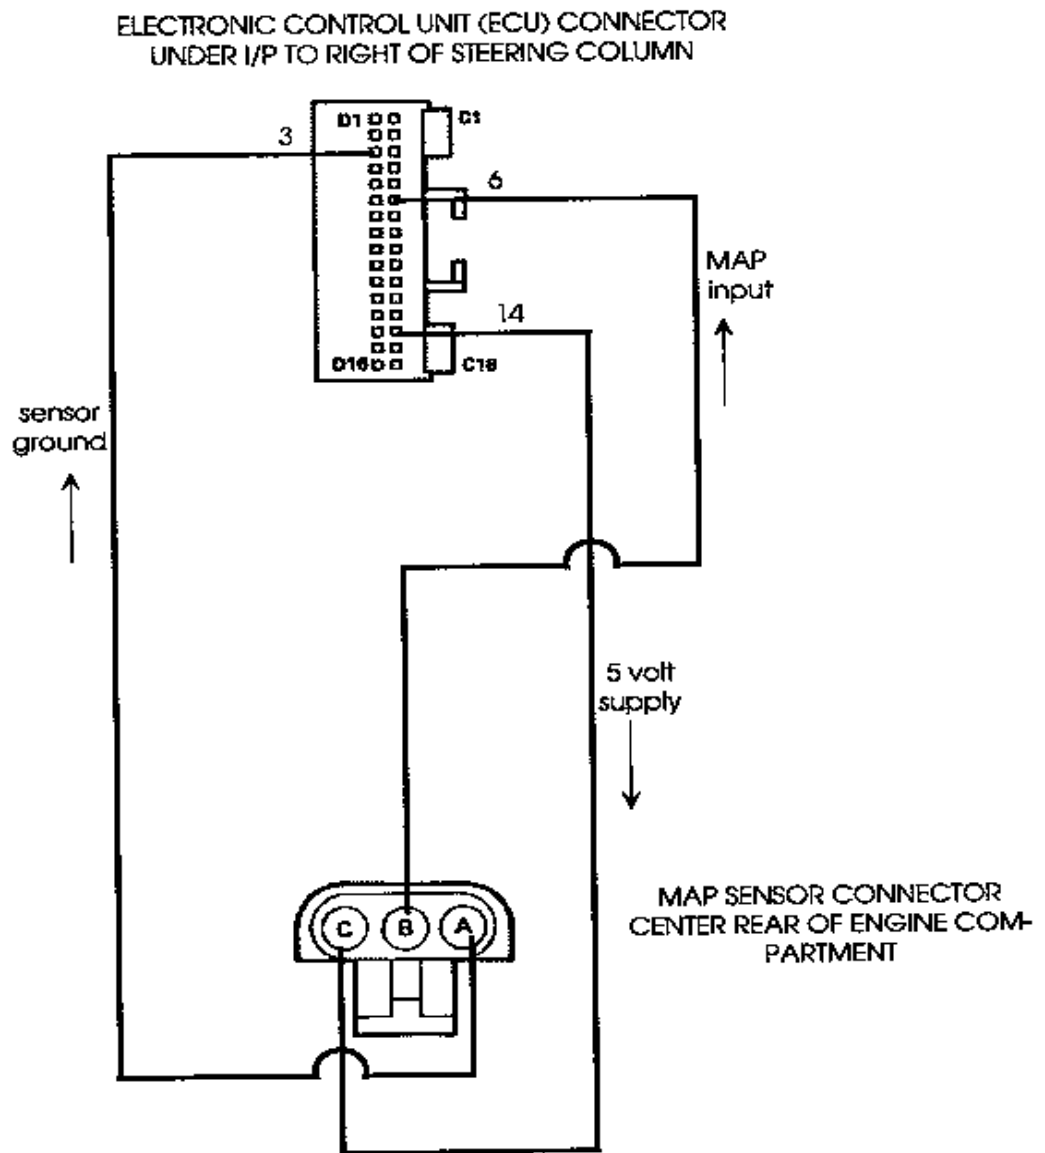 ELECTRONIC CONTROL UNIT (ECU) CONNECTOR
UNDER I/P TO RIGHT OF STEERING COLUMN
D1
C1
3
6
MAP
input
14
D16
C16
sensor
ground
5 volt
supply
MAP SENSOR CONNECTOR
CENTER REAR OF ENGINE COM-
PARTMENT
C
B
A